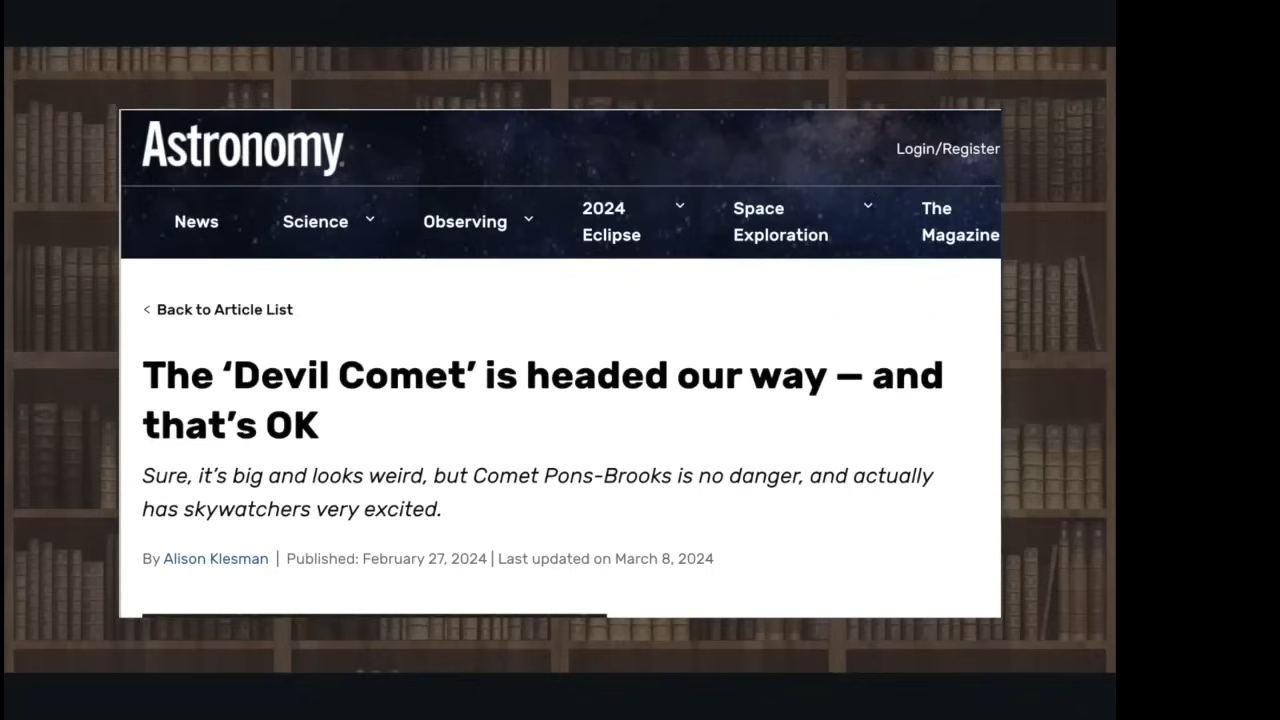 Astronomy
Login/Register
News
Science
Observing
2024
Eclipse
Space
Exploration
The
Magazine
< Back to Article List
The ‘Devil Comet’ is headed our way — and
that’s OK
Sure, it’s big and looks weird, but Comet Pons-Brooks is no danger, and actually
has skywatchers very excited.
By Alison Klesman | Published: February 27, 2024 | Last updated on March 8, 2024